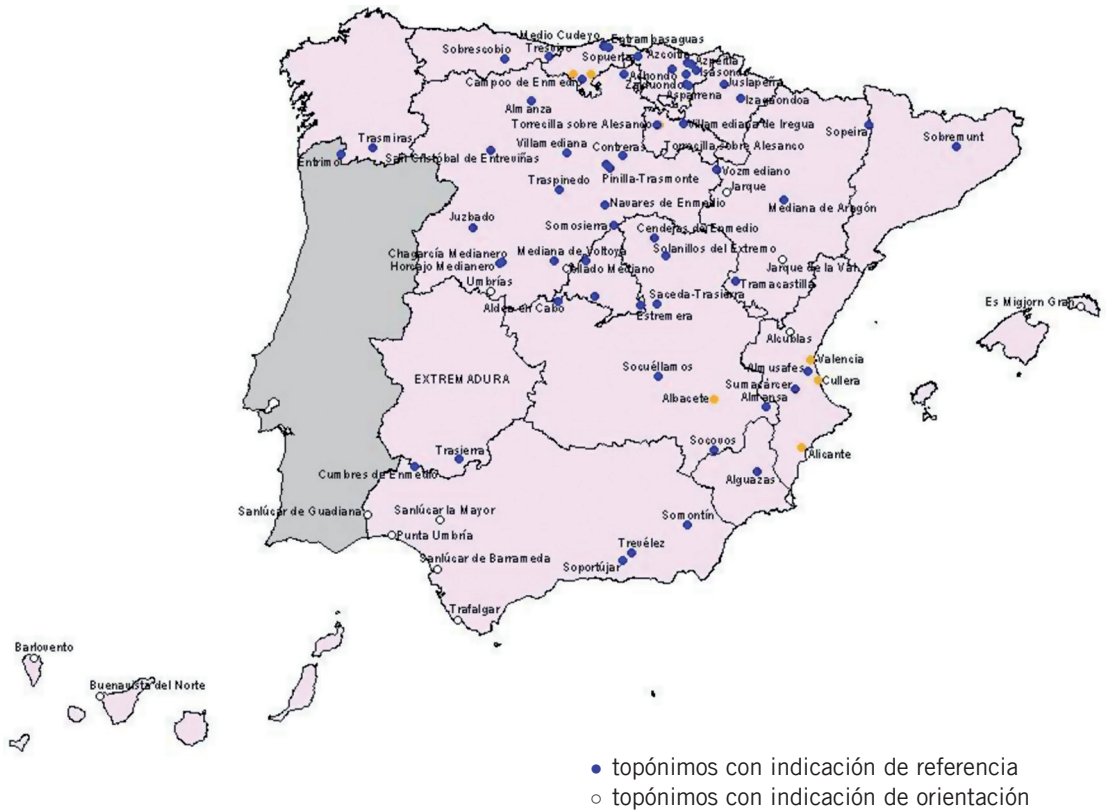 Medio Cudeyo
Entrambasaguas
Sobrescobio
Tresviso
Sopuerta
Azcoitia
Azpeitia
Campoo de Enmedio
Achondo
Isasondo
Zalduondo
Juslapeña
Asparrena
Izagaondoa
Almanza
Torrecilla sobre Alesando
Villamediana de Iregua
Sopeira
Sobremunt
Trasmiras
Entrimo
San Cristóbal de Entreviñas
Villamediana
Contreras
Torrecilla sobre Alesanco
Pinilla-Trasmonte
Vozmediano
Jarque
Traspinedo
Navares de Enmedio
Mediana de Aragón
Juzbado
Somosierra
Cendejas de Enmedio
Solanillos del Extremo
Chagarcía Medianero
Mediana de Voltoya
Horcajo Medianero
Collado Mediano
Jarque de la Val
Umbrías
Tramacastilla
Aldea en Cabo
Saceda-Trasierra
Estremera
Es Migjorn Gran
Alcublas
Valencia
EXTREMADURA
Socuéllamos
Almusafes
Sumacárcer
Cullera
Albacete
Almansa
Trasierra
Socovos
Alicante
Cumbres de Enmedio
Alguazas
Sanlúcar de Guadiana
Sanlúcar la Mayor
Somontín
Punta Umbría
Trevélez
Sanlúcar de Barrameda
Soportújar
Trafalgar
Barlovento
Buenavista del Norte
topónimos con indicación de referencia
topónimos con indicación de orientación